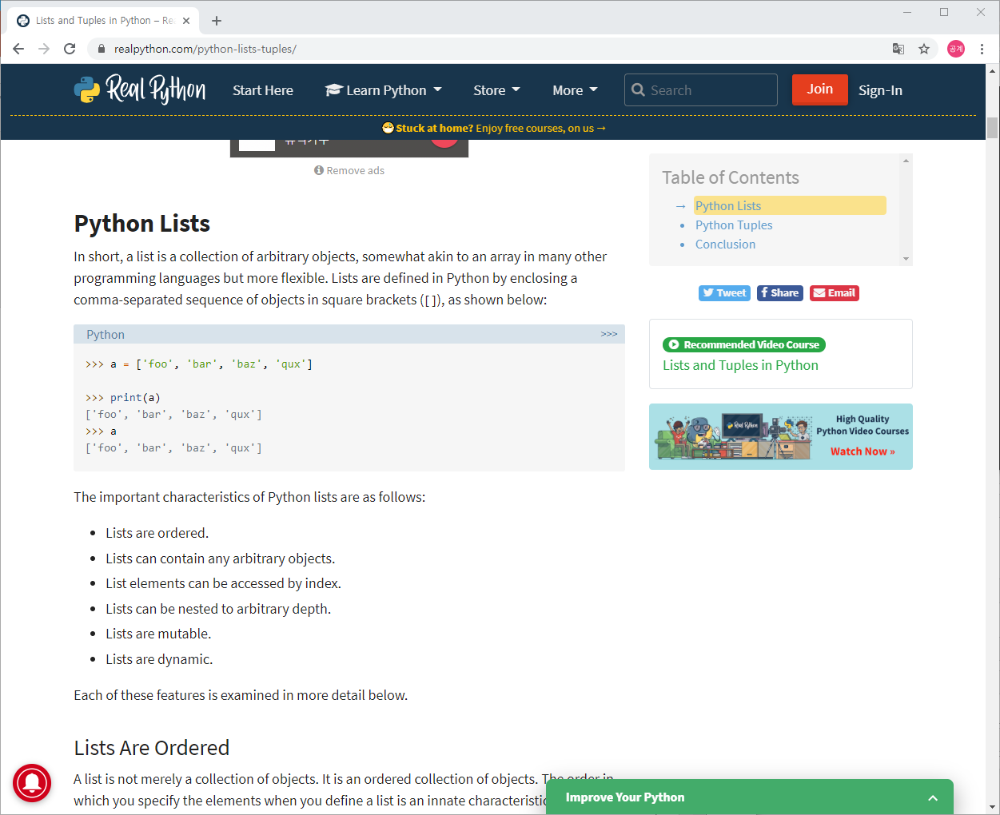 Lists and Tuples in Python – Re
realpython.com/python-lists-tuples/
공계
Real Python
Start Here
Learn Python
Store
More
Search
Join
Sign-In
Stuck at home? Enjoy free courses, on us →
Remove ads
Python Lists
In short, a list is a collection of arbitrary objects, somewhat akin to an array in many other
programming languages but more flexible. Lists are defined in Python by enclosing a
comma-separated sequence of objects in square brackets ([]), as shown below:
Python >>>
>>> a = ['foo', 'bar', 'baz', 'qux']
>>> print(a)
['foo', 'bar', 'baz', 'qux']
>>> a
['foo', 'bar', 'baz', 'qux']
The important characteristics of Python lists are as follows:
• Lists are ordered.
• Lists can contain any arbitrary objects.
• List elements can be accessed by index.
• Lists can be nested to arbitrary depth.
• Lists are mutable.
• Lists are dynamic.
Each of these features is examined in more detail below.
Lists Are Ordered
A list is not merely a collection of objects. It is an ordered collection of objects. The order in
which you specify the elements when you define a list is an innate characteristic
Table of Contents
→ Python Lists
• Python Tuples
• Conclusion
Tweet
Share
Email
Recommended Video Course
Lists and Tuples in Python
Real Python
High Quality
Python Video Courses
Watch Now »
Improve Your Python